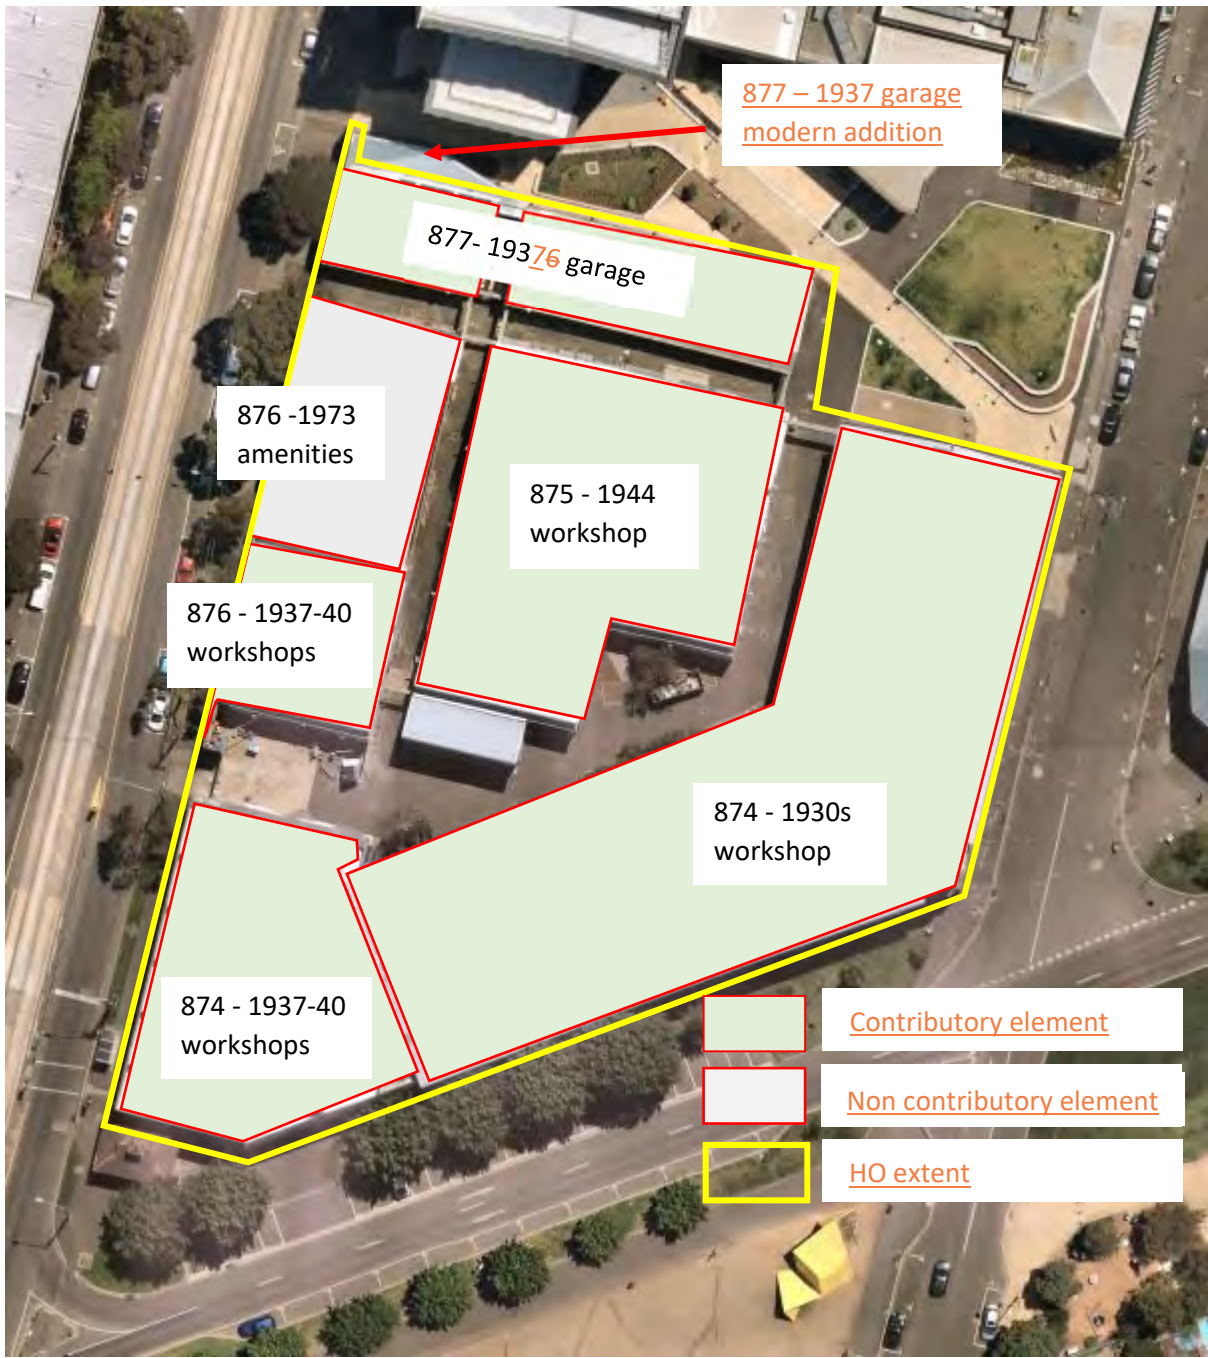 877 – 1937 garage
modern addition
877- 19376 garage
876 -1973
amenities
875 - 1944
workshop
876 - 1937-40
workshops
874 - 1930s
workshop
874 - 1937-40
workshops
Contributory element
Non contributory element
HO extent